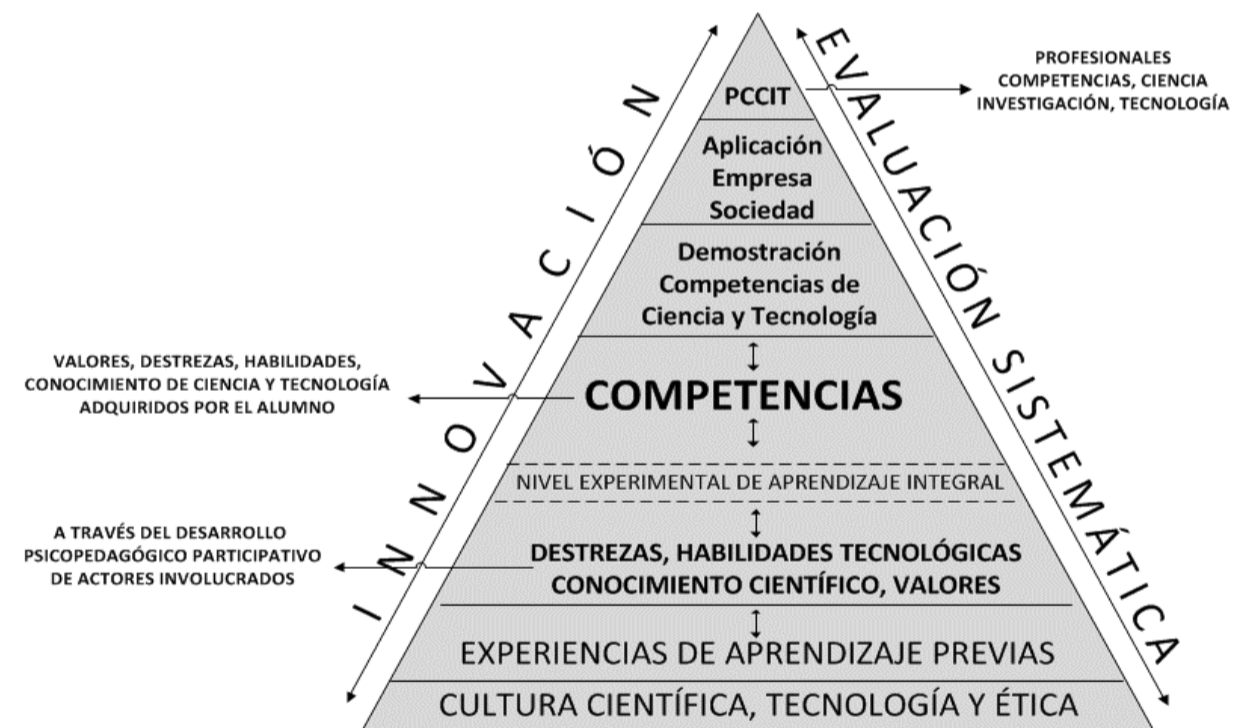 PCCIT
PROFESIONALES
COMPETENCIAS, CIENCIA
INVESTIGACIÓN, TECNOLOGÍA
INNOVACIÓN
EVALUACIÓN SISTEMÁTICA
Aplicación
Empresa
Sociedad
Demostración
Competencias de
Ciencia y Tecnología
VALORES, DESTREZAS, HABILIDADES,
CONOCIMIENTO DE CIENCIA Y TECNOLOGÍA
ADQUIRIDOS POR EL ALUMNO
COMPETENCIAS
NIVEL EXPERIMENTAL DE APRENDIZAJE INTEGRAL
A TRAVÉS DEL DESARROLLO
PSICOPEDAGÓGICO PARTICIPATIVO
DE ACTORES INVOLUCRADOS
DESTREZAS, HABILIDADES TECNOLÓGICAS
CONOCIMIENTO CIENTÍFICO, VALORES
EXPERIENCIAS DE APRENDIZAJE PREVIAS
CULTURA CIENTÍFICA, TECNOLOGÍA Y ÉTICA